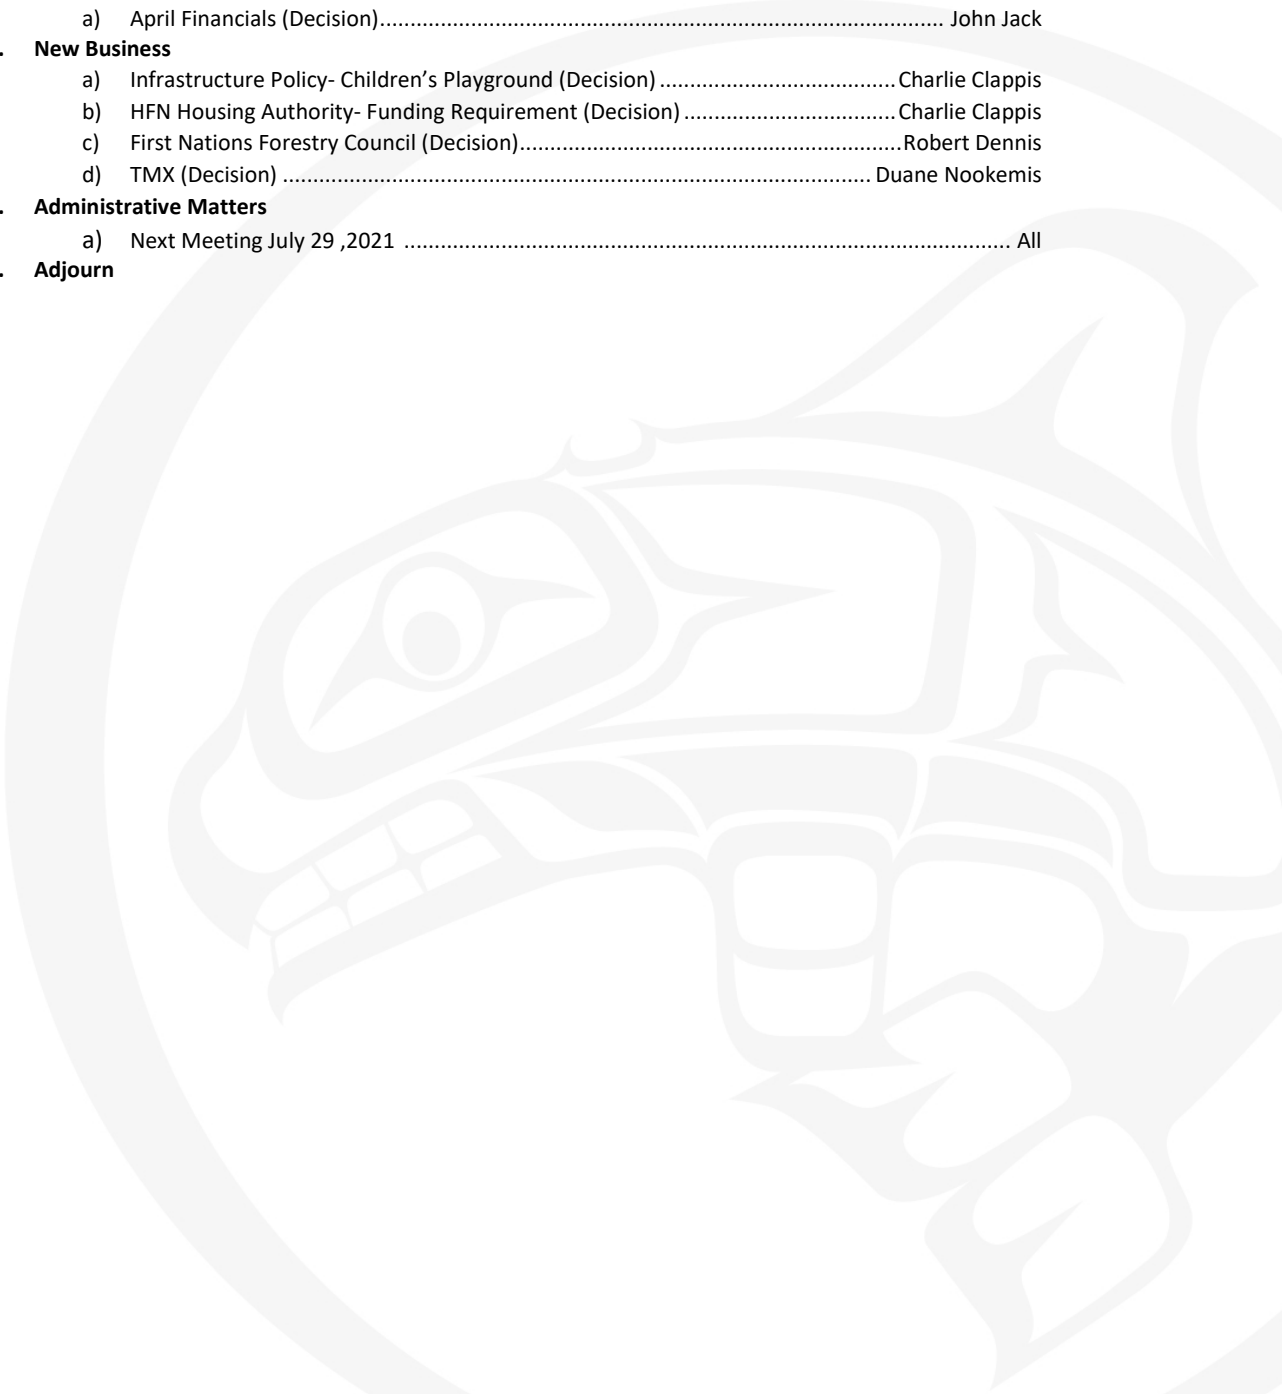 a) April Financials (Decision)............................................................................................ John Jack
. New Business
a) Infrastructure Policy- Children’s Playground (Decision).......................................Charlie Clappis
b) HFN Housing Authority- Funding Requirement (Decision)...................................Charlie Clappis
c) First Nations Forestry Council (Decision)...............................................................Robert Dennis
d) TMX (Decision) ................................................................................................. Duane Nookemis
. Administrative Matters
a) Next Meeting July 29 ,2021 .................................................................................................... All
. Adjourn